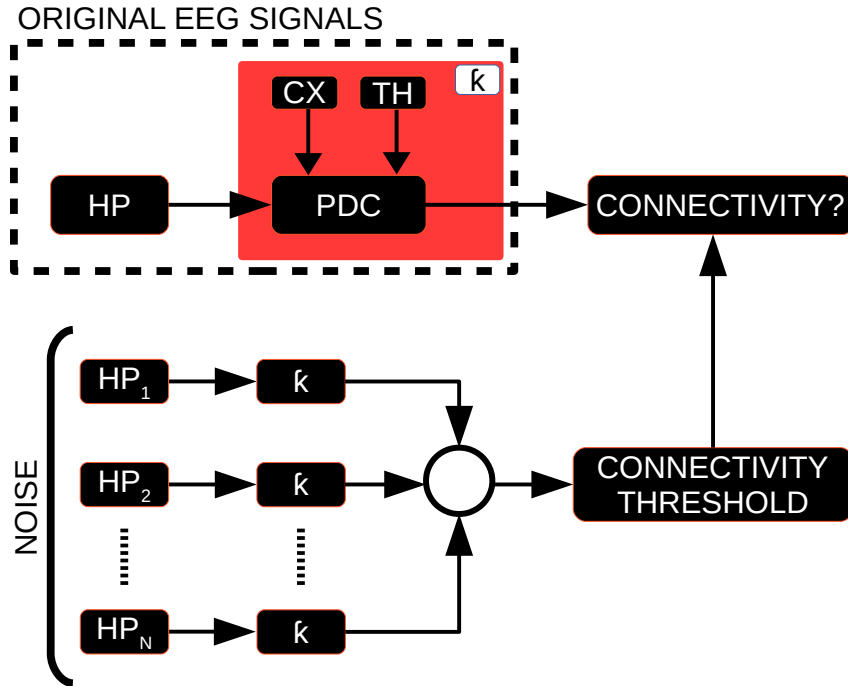 ORIGINAL EEG SIGNALS
CX
TH
ƙ
HP
PDC
CONNECTIVITY?
NOISE
HP1
ƙ
HP2
ƙ
CONNECTIVITY
THRESHOLD
HPN
ƙ